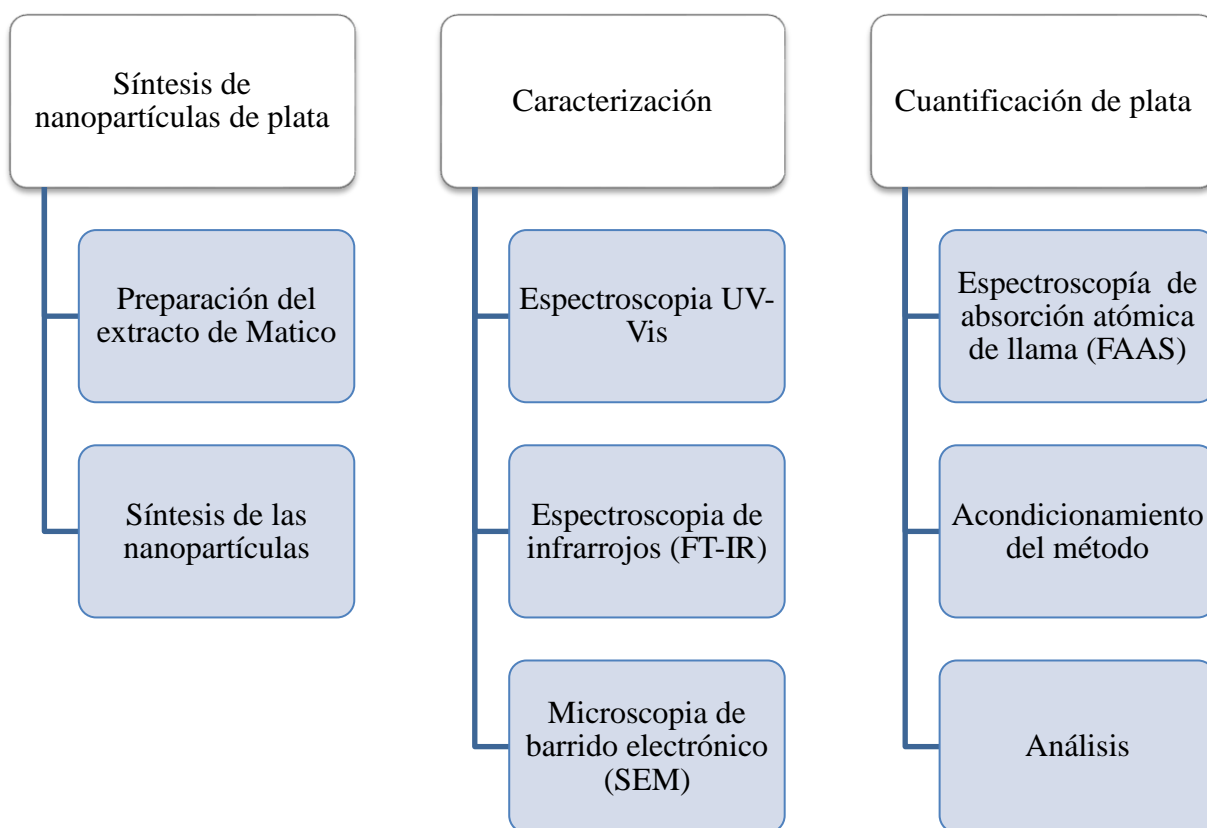 Síntesis de
nanopartículas de plata
Preparación del
extracto de Matico
Síntesis de las
nanopartículas
Caracterización
Espectroscopia UV-
Vis
Espectroscopia de
infrarrojos (FT-IR)
Microscopia de
barrido electrónico
(SEM)
Cuantificación de plata
Espectroscopía de
absorción atómica
de llama (FAAS)
Acondicionamiento
del método
Análisis